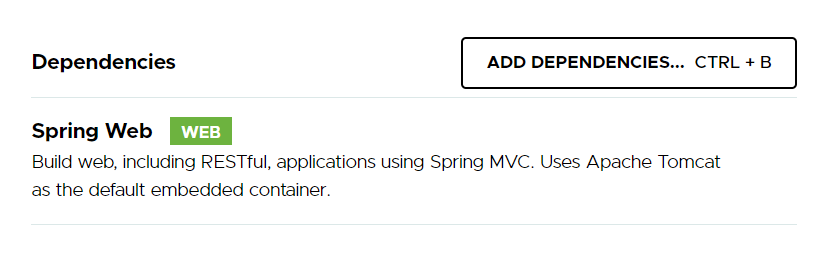 Dependencies
ADD DEPENDENCIES... CTRL + B
Spring Web WEB
Build web, including RESTful, applications using Spring MVC. Uses Apache Tomcat
as the default embedded container.